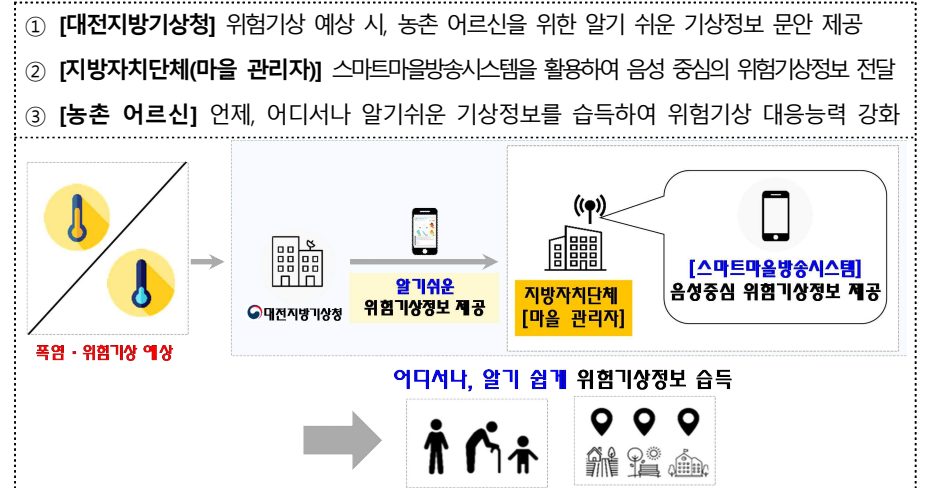 ① [대전지방기상청] 위험기상 예상 시, 농촌 어르신을 위한 알기 쉬운 기상정보 문안 제공
② [지방자치단체(마을 관리자)] 스마트마을방송시스템을 활용하여 음성 중심의 위험기상정보 전달
③ [농촌 어르신] 언제, 어디서나 알기쉬운 기상정보를 습득하여 위험기상 대응능력 강화
폭염·위험기상 예상
대전지방기상청
알기쉬운
위험기상정보 제공
지방자치단체
[마을 관리자]
[스마트마을방송시스템]
음성중심 위험기상정보 제공
어디서나, 알기 쉽게 위험기상정보 습득